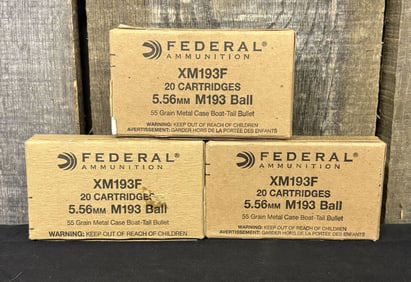 FEDERAL®
AMMUNITION
XM193F
20 CARTRIDGES
5.56MM M193 Ball
55 Grain Metal Case Boat-Tail Bullet
WARNING: KEEP OUT OF REACH OF CHILDREN
AVERTISSEMENT: GARDER HORS DE LA PORTÉE DES ENFANTS
FEDERAL®
AMMUNITION
XM193F
20 CARTRIDGES
5.56MM M193 Ball
55 Grain Metal Case Boat-Tail Bullet
WARNING: KEEP OUT OF REACH OF CHILDREN
FEDERAL®
AMMUNITION
XM193F
20 CARTRIDGES
5.56MM M193 Ball
55 Grain Metal Case Boat-Tail Bullet
WARNING: KEEP OUT OF REACH OF CHILDREN
AVERTISSEMENT: GARDER HORS DE LA PORTÉE DES ENFANTS